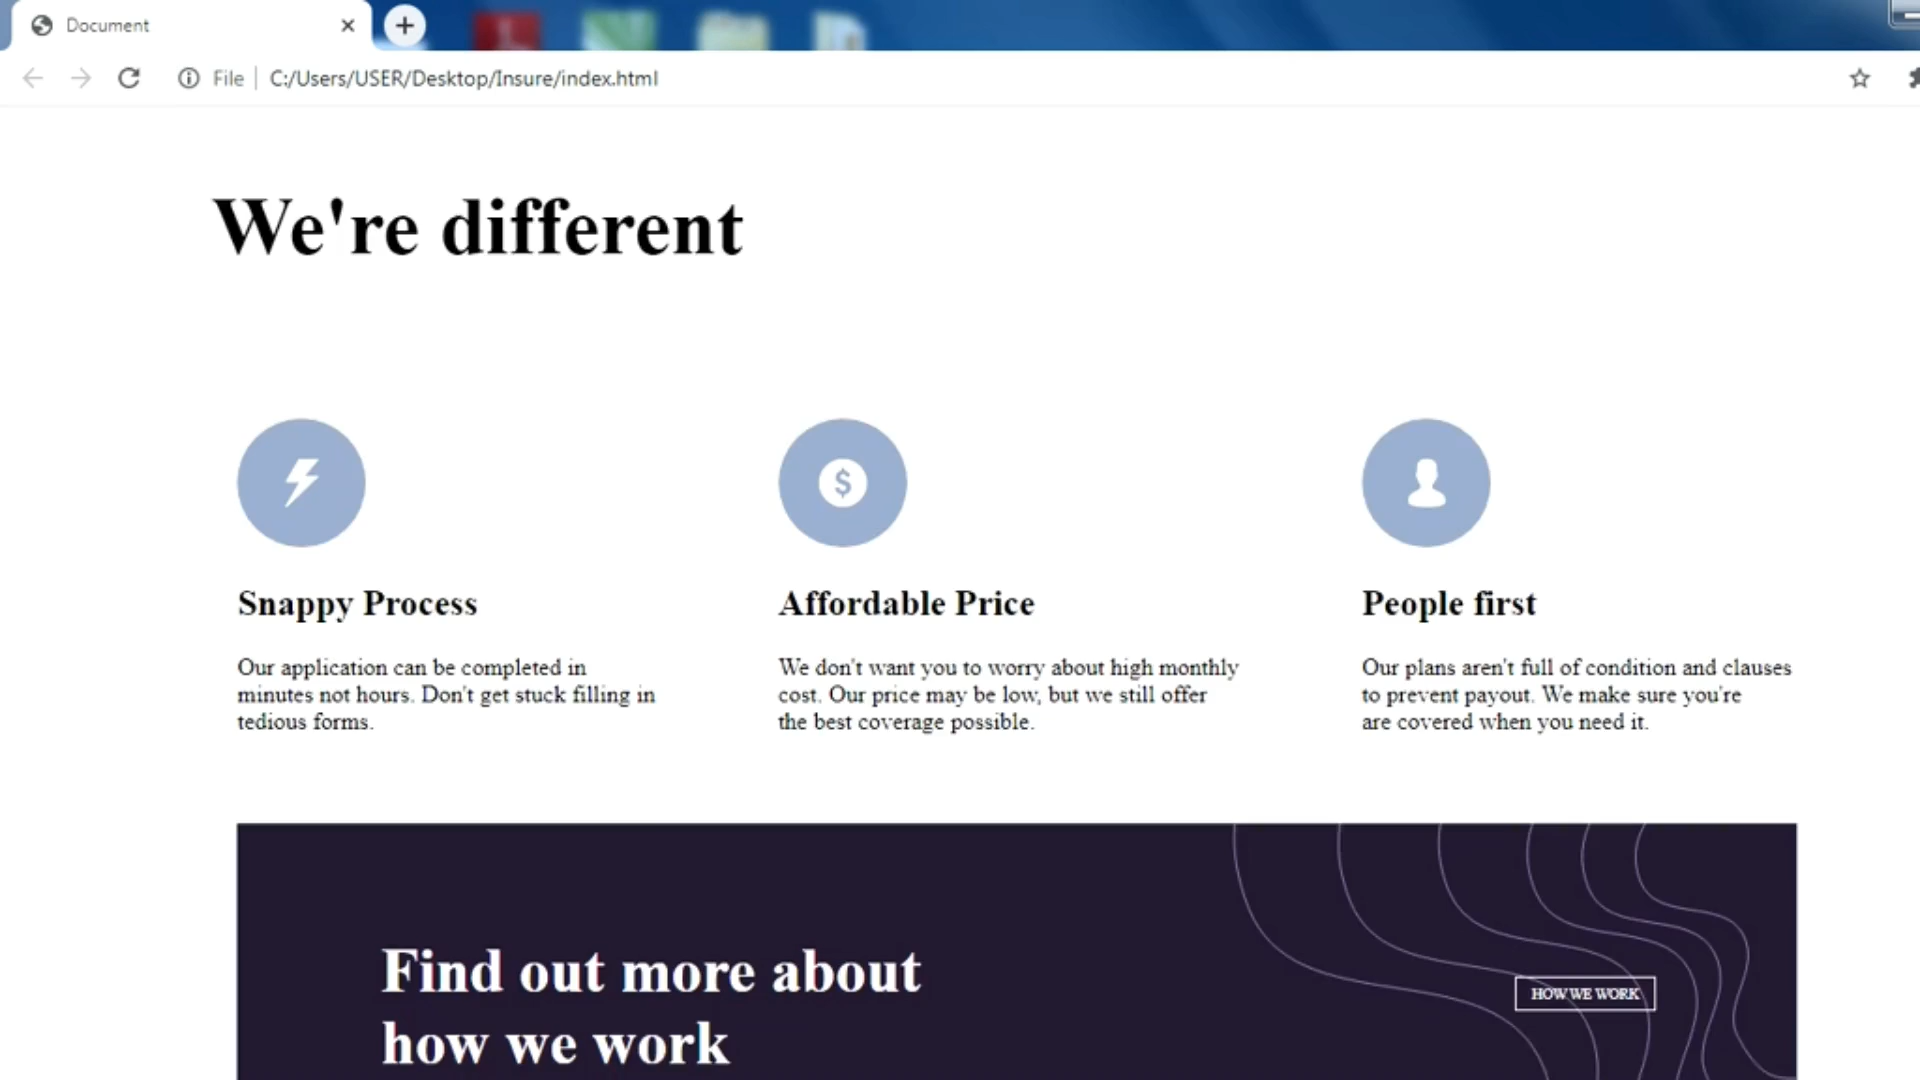 Document
File | C:/Users/USER/Desktop/Insure/index.html
We're different
$
Snappy Process
Our application can be completed in
minutes not hours. Don't get stuck filling in
tedious forms.
Affordable Price
We don't want you to worry about high monthly
cost. Our price may be low, but we still offer
the best coverage possible.
People first
Our plans aren't full of condition and clauses
to prevent payout. We make sure you're
are covered when you need it.
Find out more about
how we work
HOW WE WORK